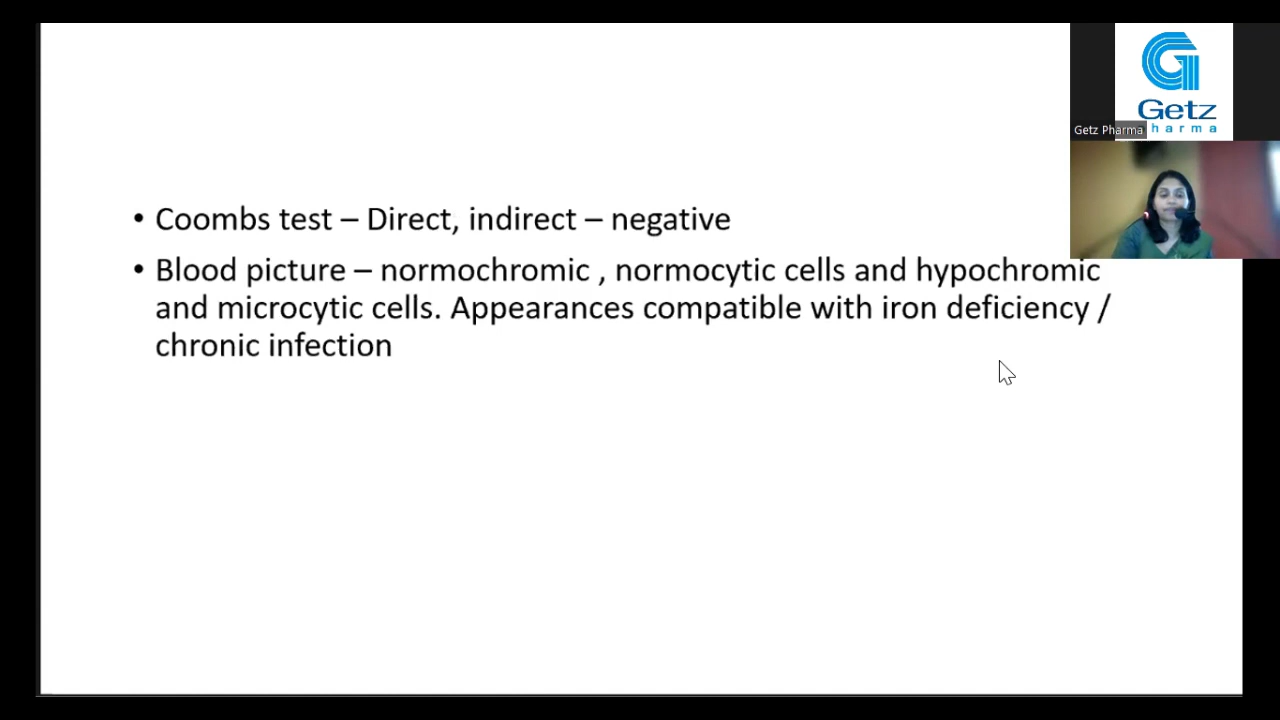 Getz
harma
Getz Pharma
• Coombs test – Direct, indirect – negative
• Blood picture – normochromic , normocytic cells and hypochromic
and microcytic cells. Appearances compatible with iron deficiency /
chronic infection